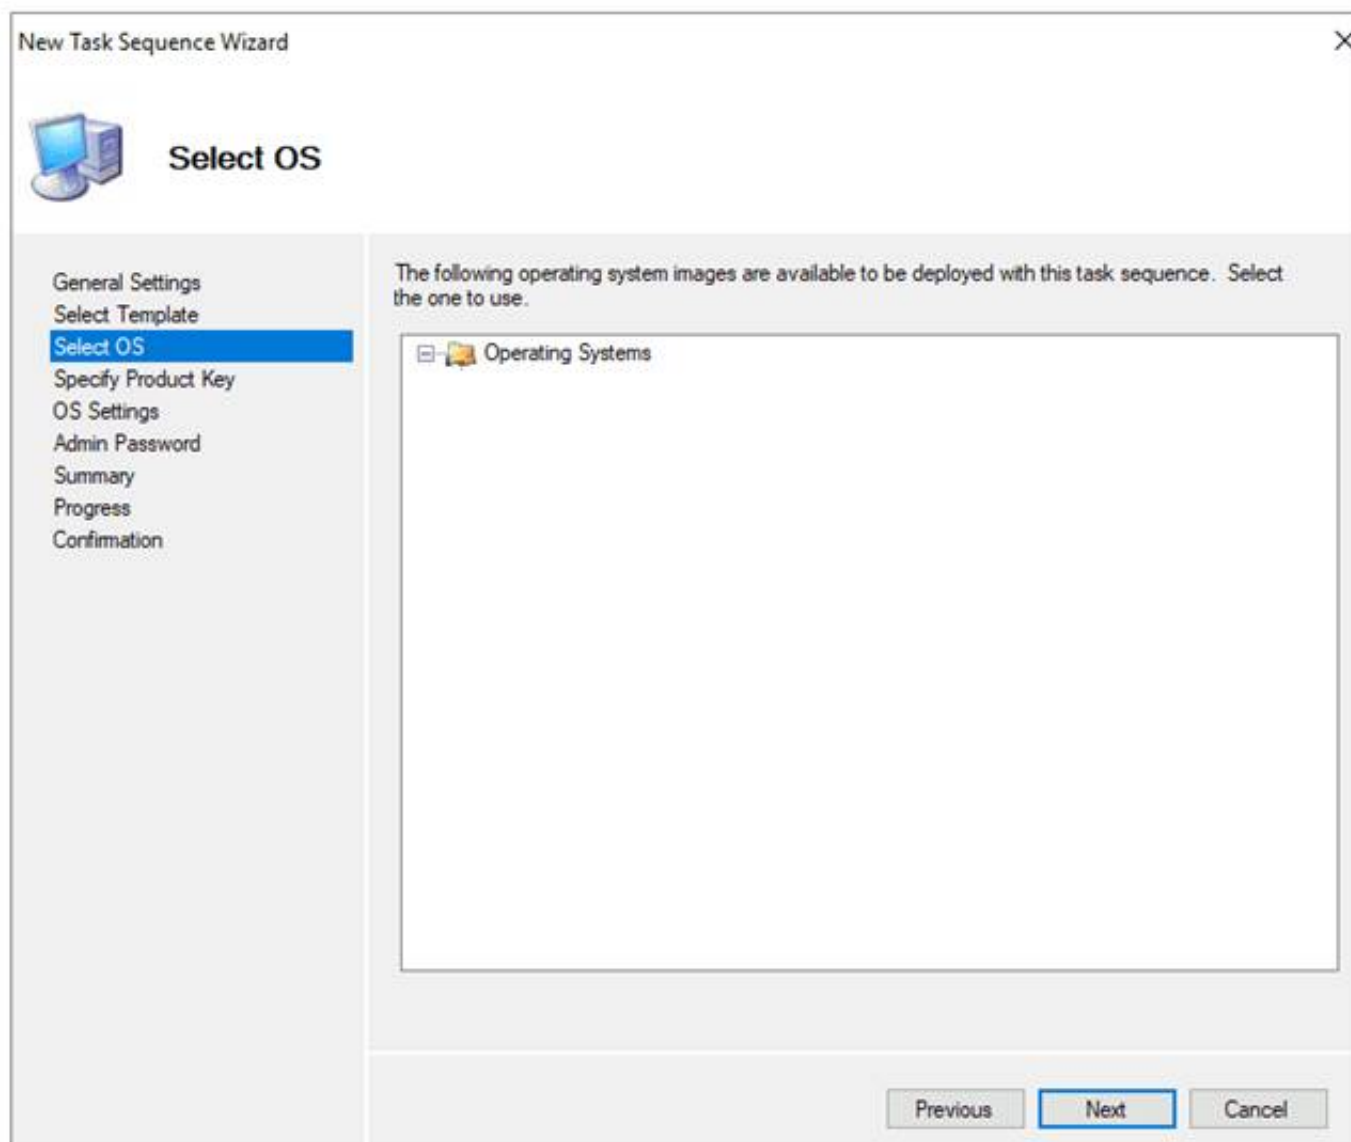 New Task Sequence Wizard
Select OS
General Settings
Select Template
Select OS
Specify Product Key
OS Settings
Admin Password
Summary
Progress
Confirmation
The following operating system images are available to be deployed with this task sequence. Select
the one to use.
Operating Systems
Previous
Next
Cancel